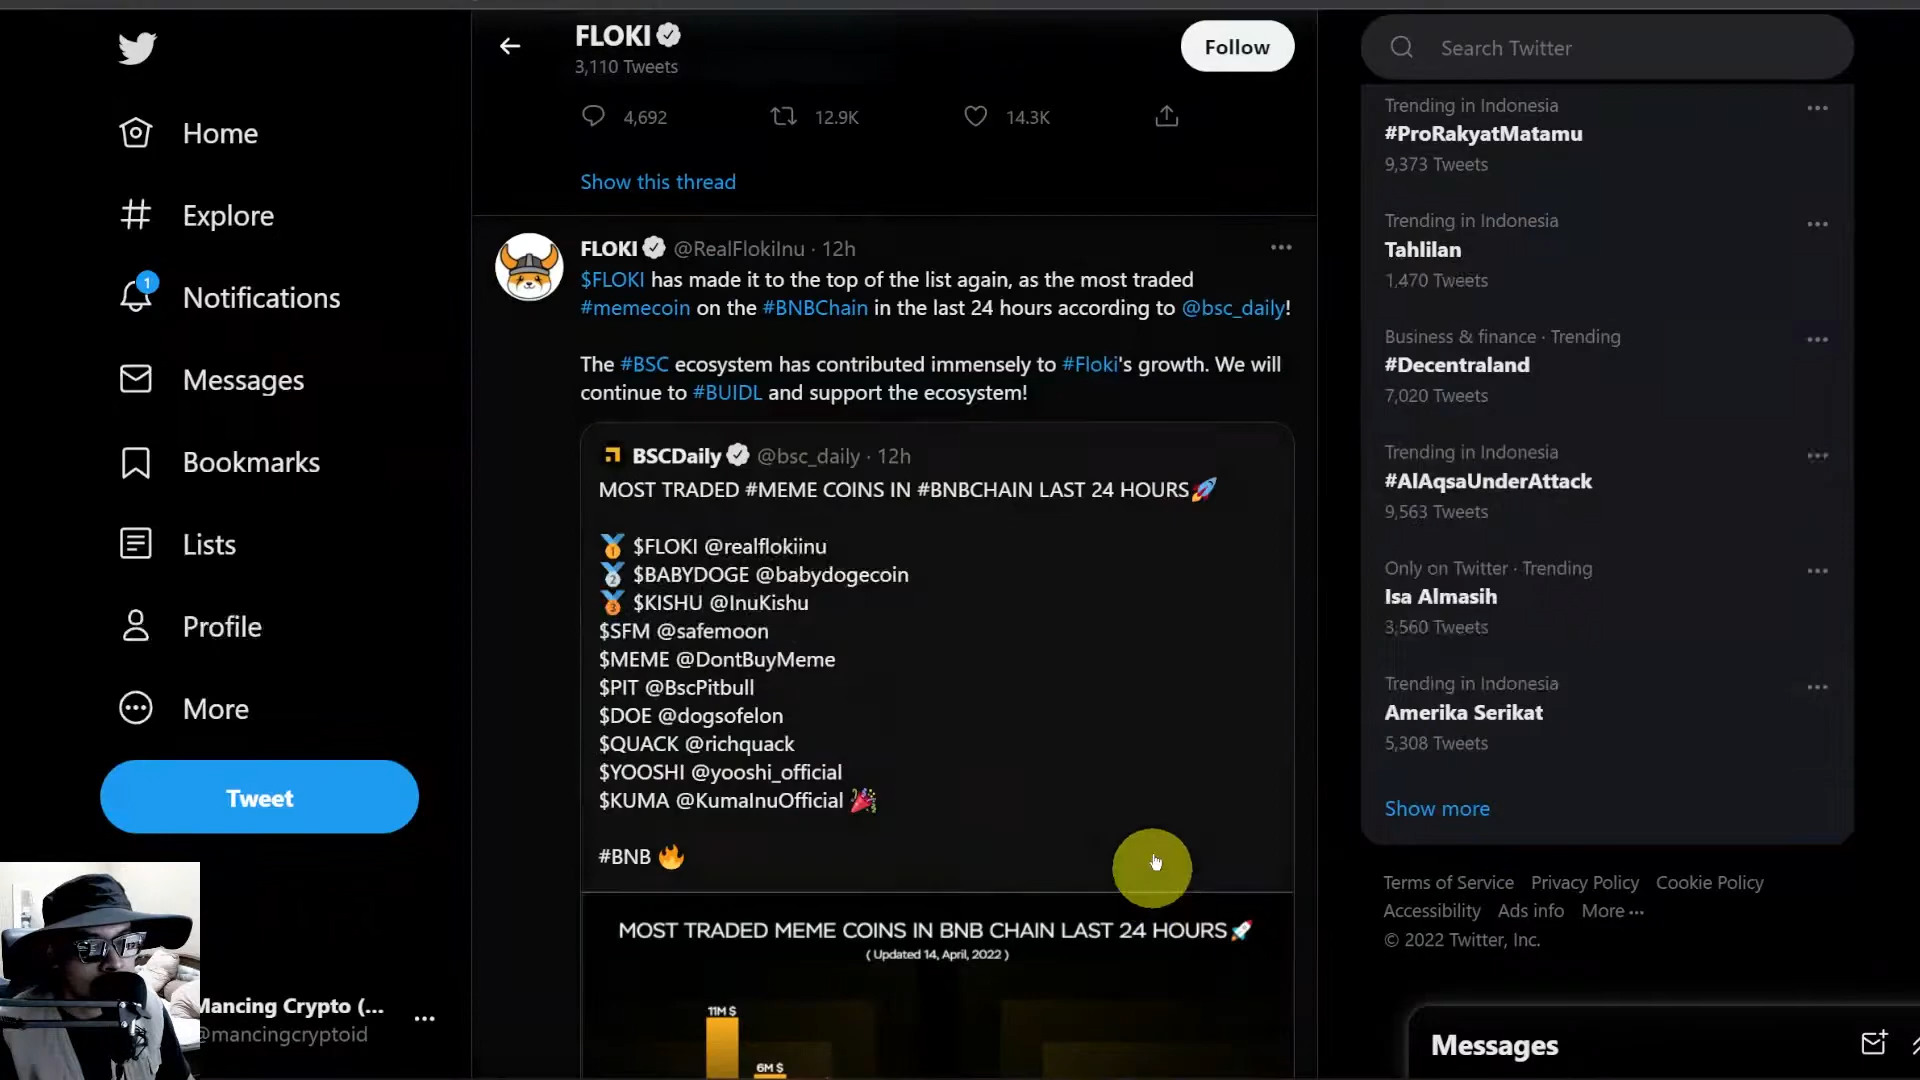 FLOKI
3,110 Tweets
Follow
Search Twitter
Home
Explore
1
Notifications
Messages
Bookmarks
Lists
Profile
More
Tweet
Mancing Crypto (...
@mancingcryptoid
4,692
12.9K
14.3K
Show this thread
FLOKI @RealFlokiInu · 12h
$FLOKI has made it to the top of the list again, as the most traded
#memecoin on the #BNBChain in the last 24 hours according to @bsc_daily!
The #BSC ecosystem has contributed immensely to #Floki's growth. We will
continue to #BUIDL and support the ecosystem!
BSCDaily @bsc_daily · 12h
MOST TRADED #MEME COINS IN #BNBCHAIN LAST 24 HOURS🚀
🥇 $FLOKI @realflokiinu
🥈 $BABYDOGE @babydogecoin
🥉 $KISHU @InuKishu
$SFM @safemoon
$MEME @DontBuyMeme
$PIT @BscPitbull
$DOE @dogsofelon
$QUACK @richquack
$YOOSHI @yooshi_official
$KUMA @KumaInuOfficial 🎉
#BNB 🔥
MOST TRADED MEME COINS IN BNB CHAIN LAST 24 HOURS🚀
( Updated 14, April, 2022 )
11M $
6M $
Trending in Indonesia
#ProRakyatMatamu
9,373 Tweets
Trending in Indonesia
Tahlilan
1,470 Tweets
Business & finance · Trending
#Decentraland
7,020 Tweets
Trending in Indonesia
#AlAqsaUnderAttack
9,563 Tweets
Only on Twitter · Trending
Isa Almasih
3,560 Tweets
Trending in Indonesia
Amerika Serikat
5,308 Tweets
Show more
Terms of Service Privacy Policy Cookie Policy
Accessibility Ads info More ···
© 2022 Twitter, Inc.
Messages